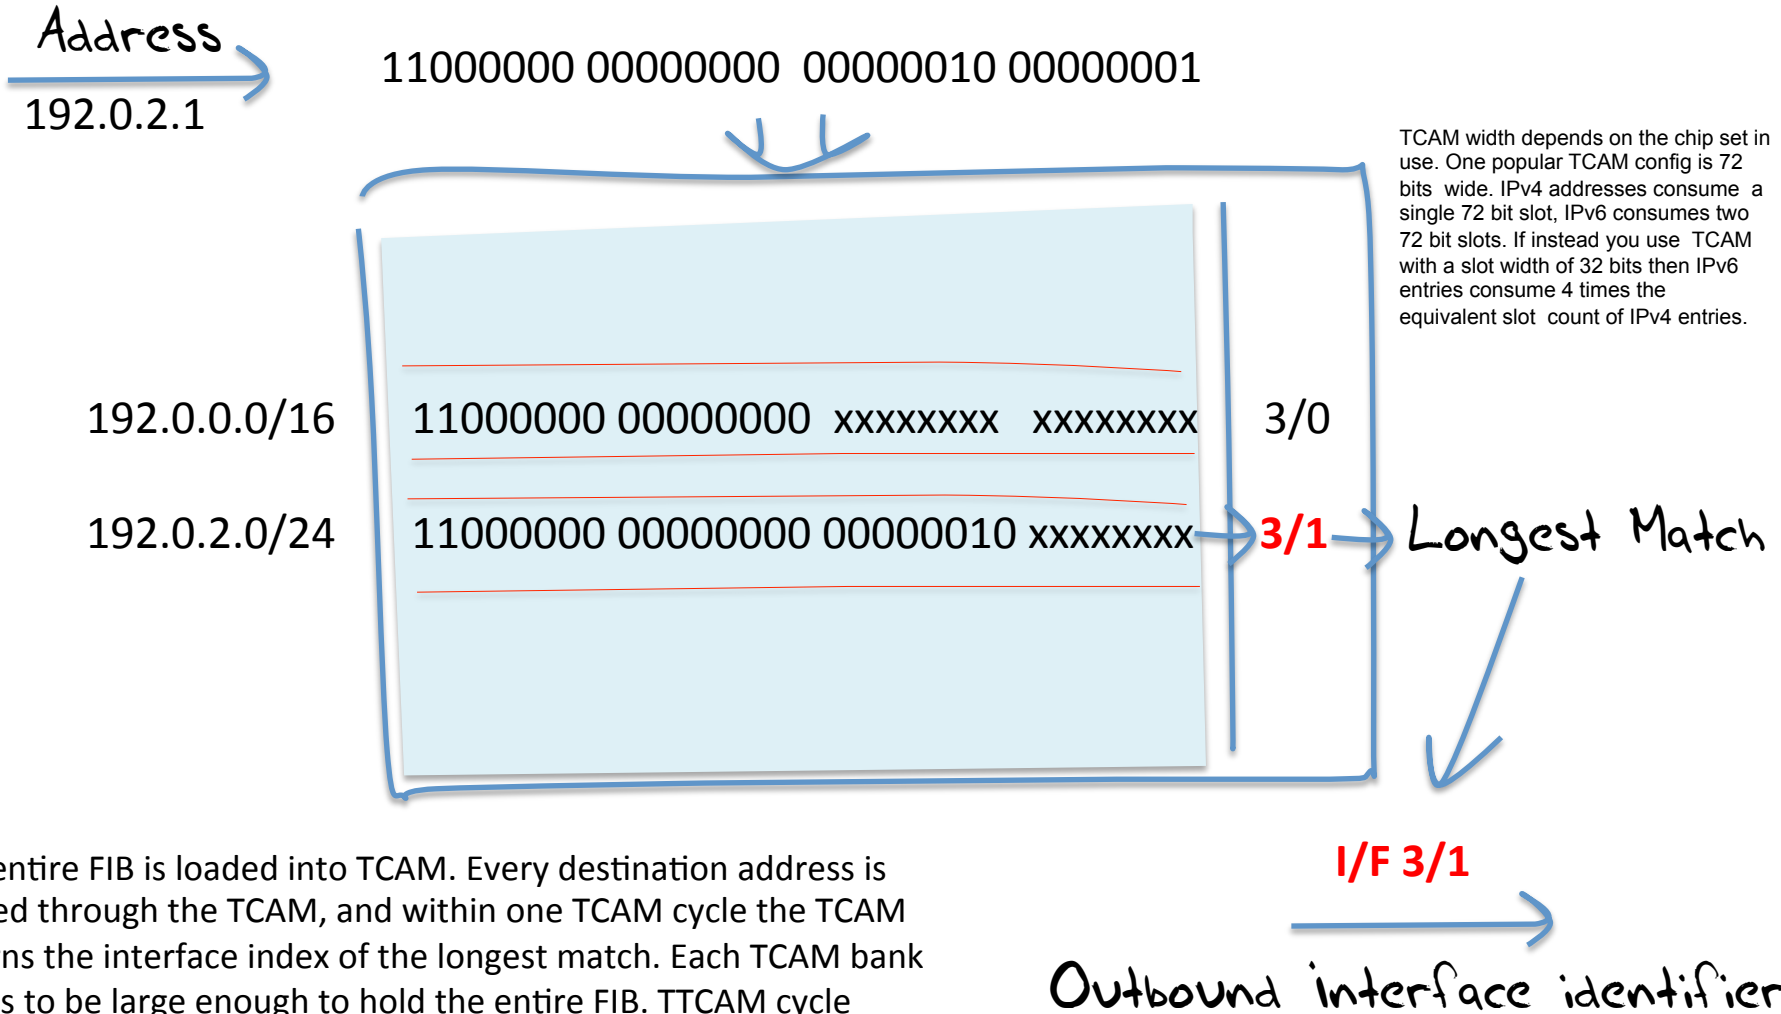 Address
192.0.2.1
11000000 00000000 00000010 00000001
TCAM width depends on the chip set in
use. One popular TCAM config is 72
bits wide. IPv4 addresses consume a
single 72 bit slot, IPv6 consumes two
72 bit slots. If instead you use TCAM
with a slot width of 32 bits then IPv6
entries consume 4 times the
equivalent slot count of IPv4 entries.
192.0.0.0/16 11000000 00000000 xxxxxxxx xxxxxxxx 3/0
192.0.2.0/24 11000000 00000000 00000010 xxxxxxxx 3/1 Longest Match
I/F 3/1
Outbound interface identifier
entire FIB is loaded into TCAM. Every destination address is
ed through the TCAM, and within one TCAM cycle the TCAM
rns the interface index of the longest match. Each TCAM bank
s to be large enough to hold the entire FIB. TTCAM cycle